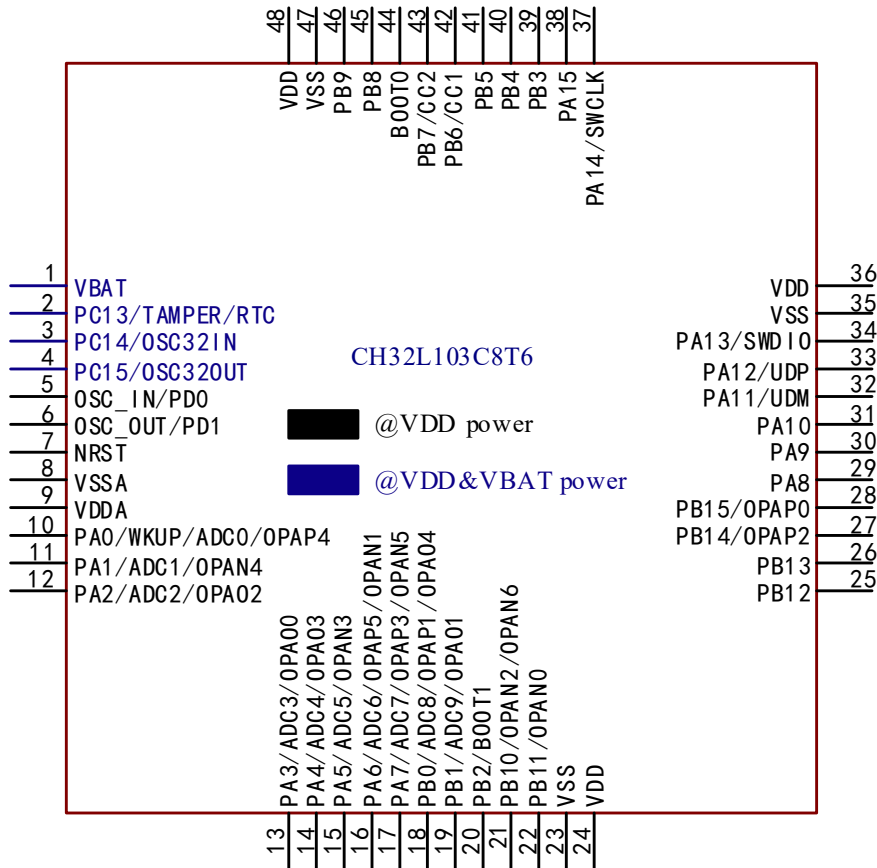 48
47
46
45
44
43
42
41
40
39
38
37
VDD
VSS
PB9
PB8
BOOT0
PB7/CC2
PB6/CC1
PB5
PB4
PB3
PA15
PA14/SWCLK
1 VBAT
2 PC13/TAMPER/RTC
3 PC14/OSC32IN
4 PC15/OSC32OUT
5 OSC_IN/PD0
6 OSC_OUT/PD1
7 NRST
8 VSSA
9 VDDA
10 PA0/WKUP/ADC0/OPAP4
11 PA1/ADC1/OPAN4
12 PA2/ADC2/OPAO2
CH32L103C8T6
@VDD power
@VDD&VBAT power
VDD 36
VSS 35
PA13/SWDIO 34
PA12/UDP 33
PA11/UDM 32
PA10 31
PA9 30
PA8 29
PB15/OPAP0 28
PB14/OPAP2 27
PB13 26
PB12 25
PA3/ADC3/OPAO0
PA4/ADC4/OPAO3
PA5/ADC5/OPAN3
PA6/ADC6/OPAP5/OPAN1
PA7/ADC7/OPAP3/OPAN5
PB0/ADC8/OPAP1/OPAO4
PB1/ADC9/OPAO1
PB2/BOOT1
PB10/OPAN2/OPAN6
PB11/OPAN0
VSS
VDD
13
14
15
16
17
18
19
20
21
22
23
24